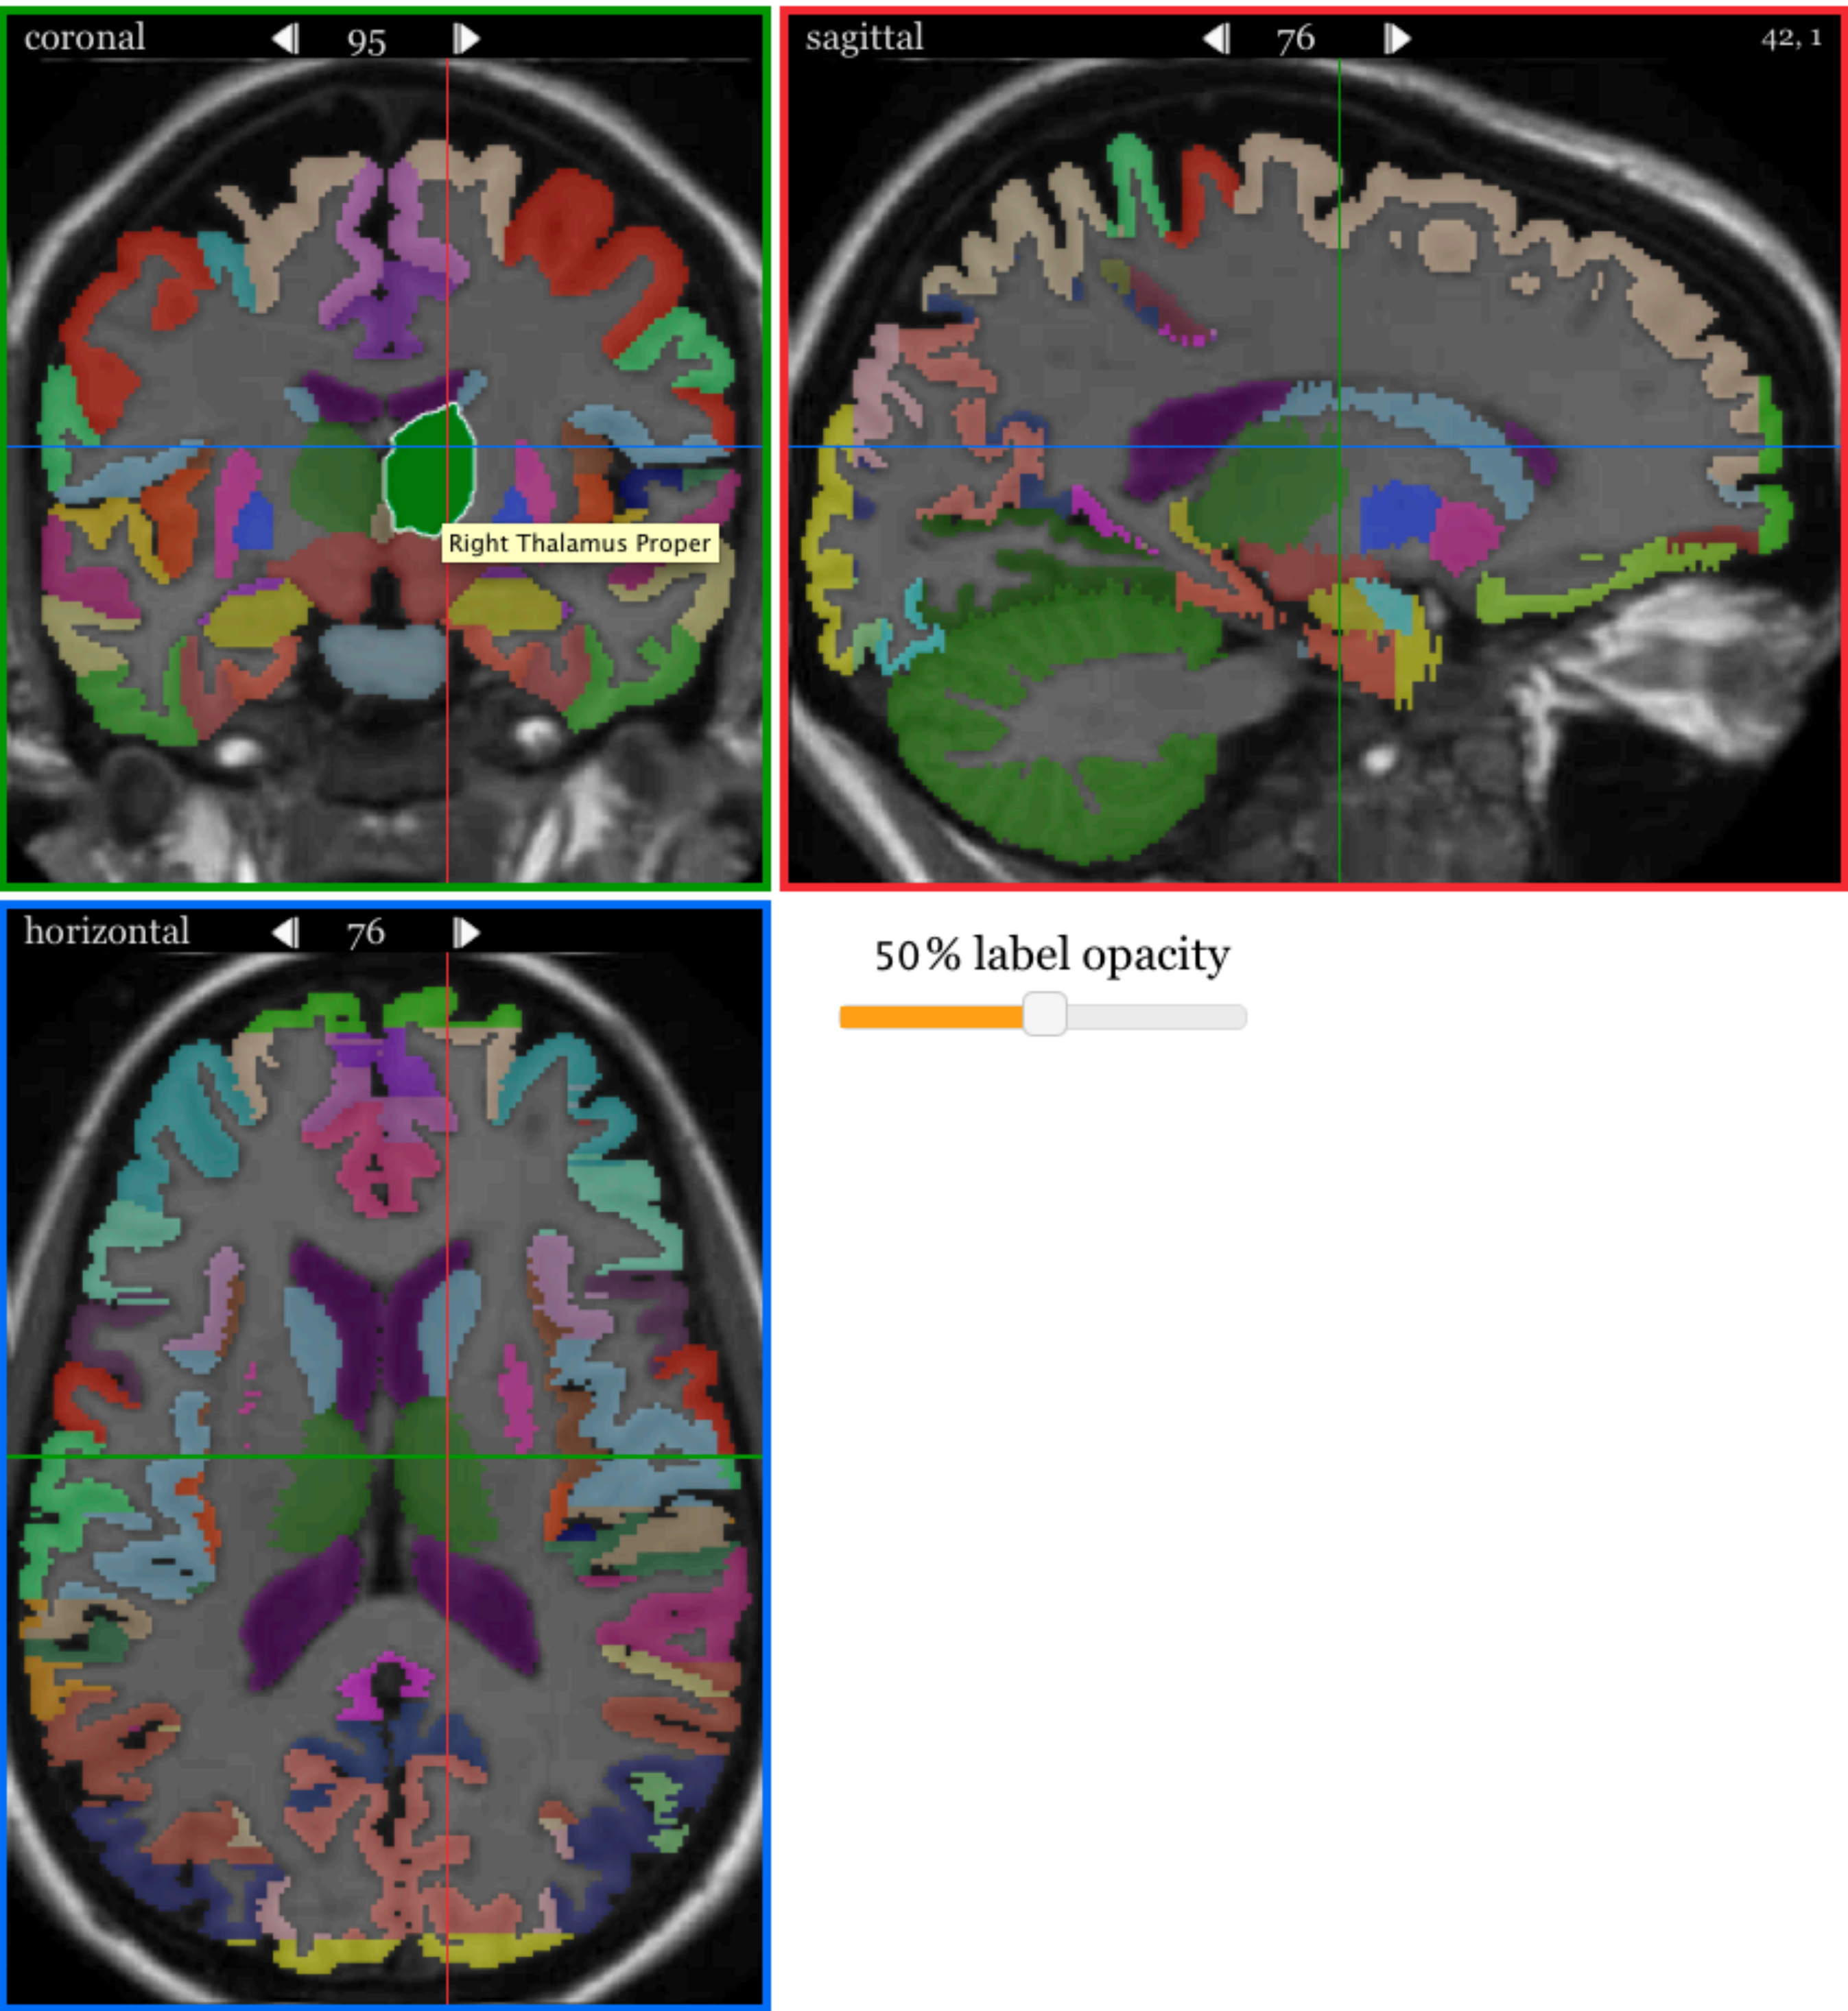 coronal 95
sagittal 76 42, 1
Right Thalamus Proper
horizontal 76
50% label opacity